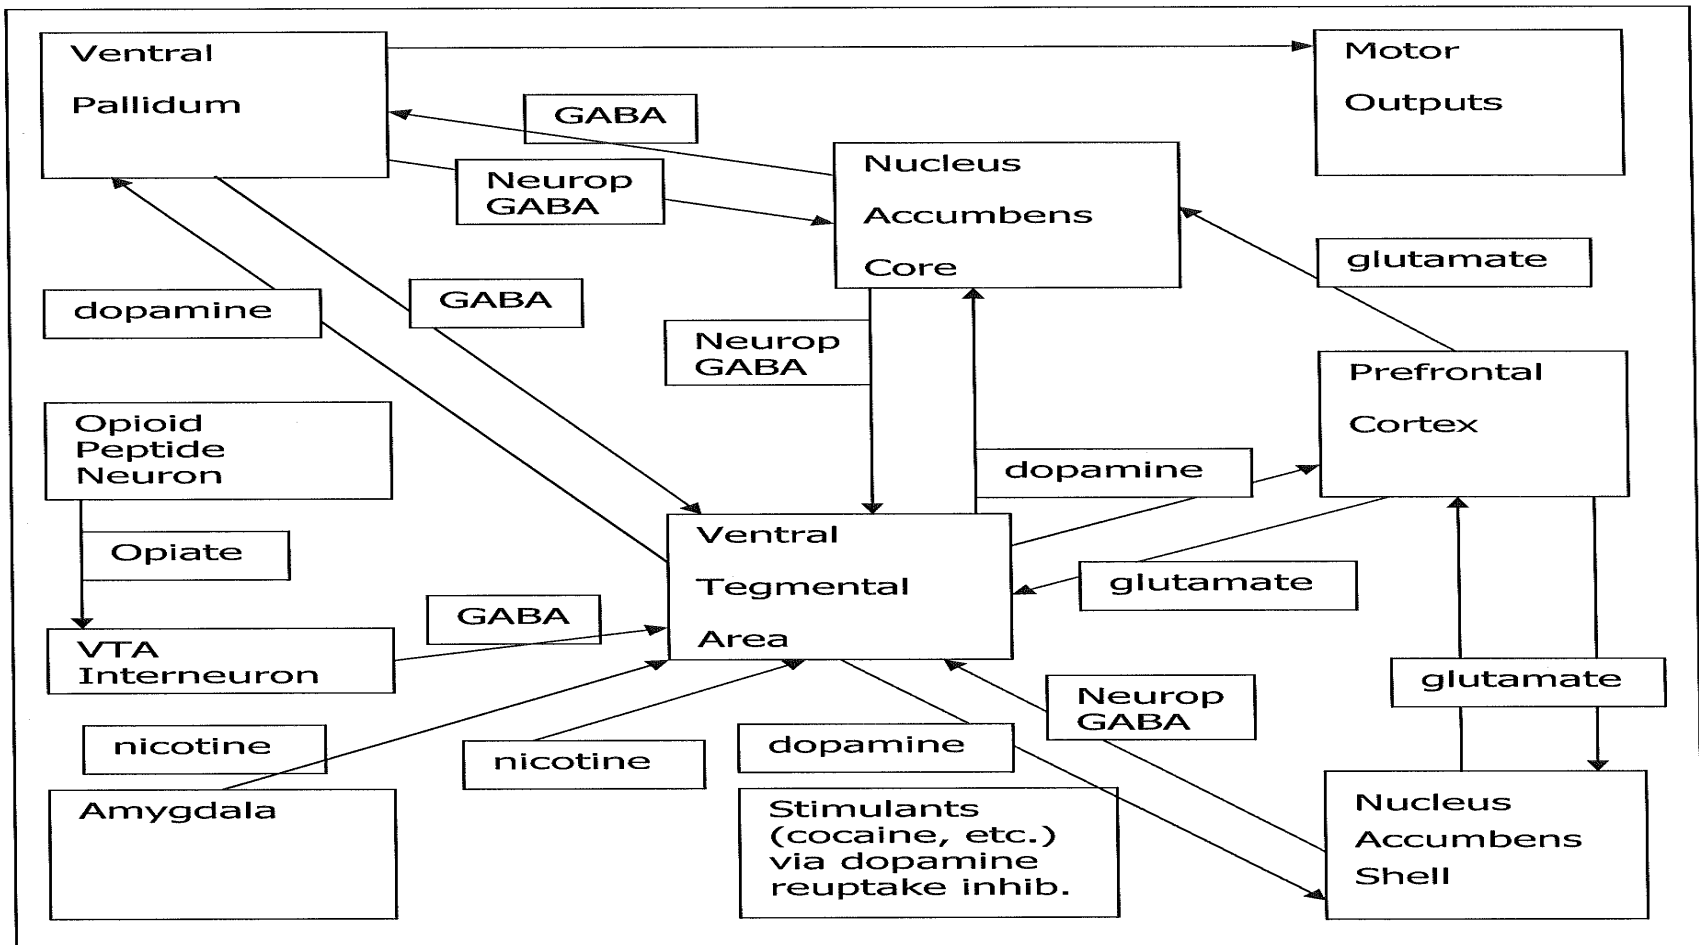 Ventral
Pallidum
Motor
Outputs
GABA
Nucleus
Accumbens
Core
Neurop
GABA
glutamate
dopamine
GABA
Neurop
GABA
Prefrontal
Cortex
Opioid
Peptide
Neuron
dopamine
Opiate
Ventral
Tegmental
Area
glutamate
GABA
VTA
Interneuron
glutamate
Neurop
GABA
nicotine
nicotine
dopamine
Amygdala
Stimulants
(cocaine, etc.)
via dopamine
reuptake inhib.
Nucleus
Accumbens
Shell